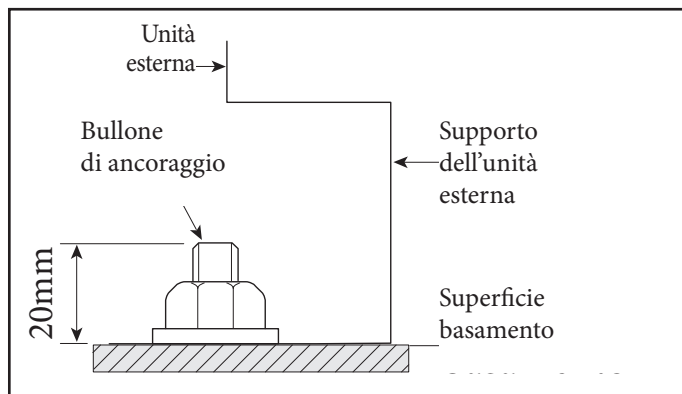 Unità
esterna
Bullone
di ancoraggio
Supporto
dell'unità
esterna
20mm
Superficie
basamento